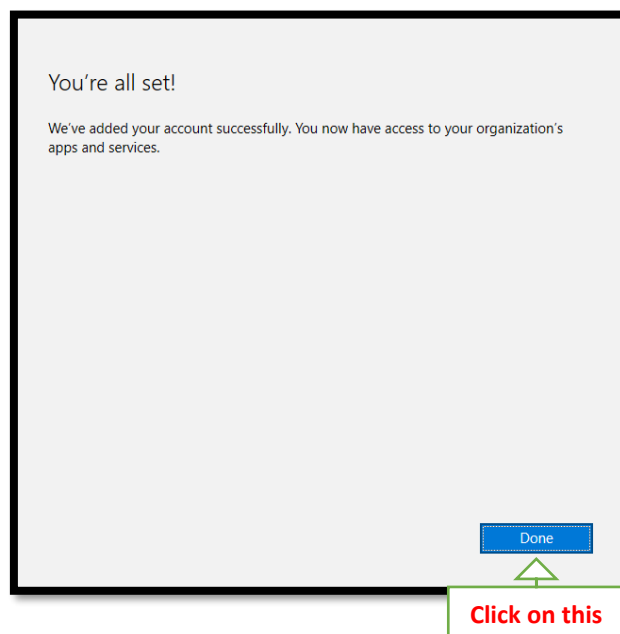 You're all set!
We've added your account successfully. You now have access to your organization's
apps and services.
Done
Click on this